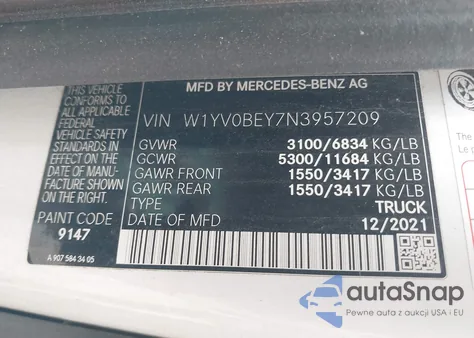 MFD BY MERCEDES-BENZ AG
THIS VEHICLE
CONFORMS TO
ALL APPLICABLE
FEDERAL
MOTOR VEHICLE
SAFETY STAN-
DARDS IN EFFECT
ON THE DATE
OF MANU-
FACTURE SHOWN
ON THE RIGHT.
PAINT CODE
9147
A 907 584 34 05
VIN W1YV0BEY7N3957209
GVWR 3100/6834 KG/LB
GCWR 5300/11684 KG/LB
GAWR FRONT 1550/3417 KG/LB
GAWR REAR 1550/3417 KG/LB
TYPE TRUCK
DATE OF MFD 12/2021
autaSnap
Pewne auta z aukcji USA i EU